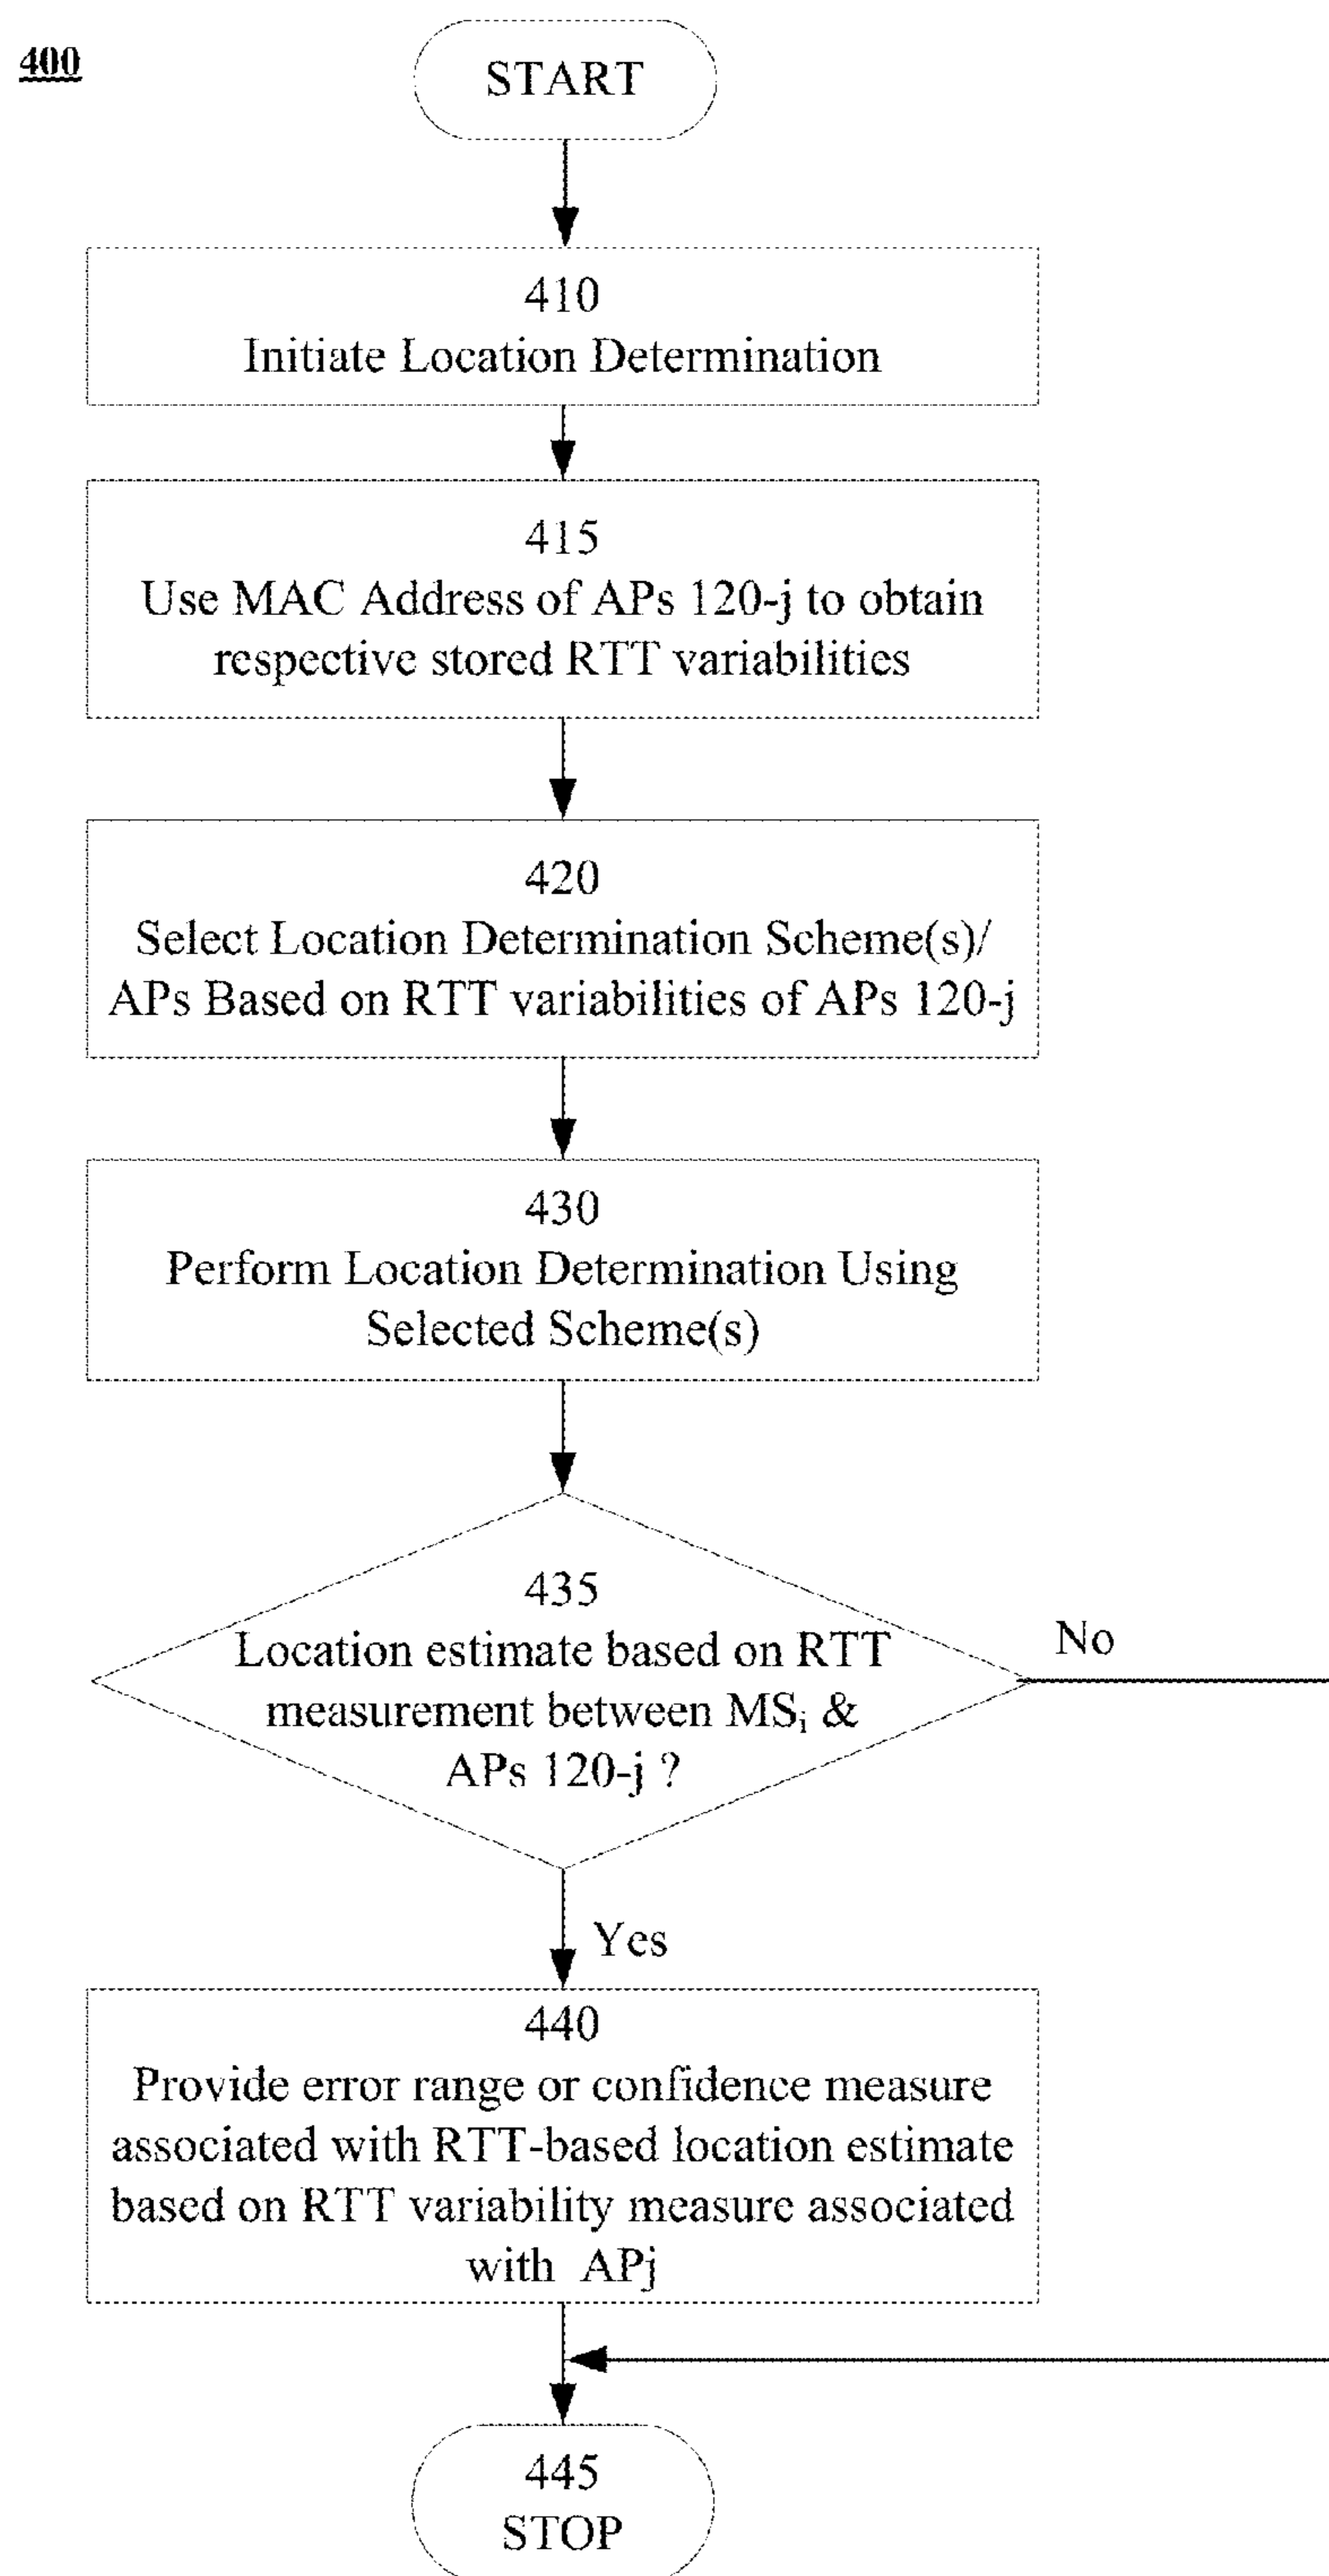 400
START
410
Initiate Location Determination
415
Use MAC Address of APs 120-j to obtain
respective stored RTT variabilities
420
Select Location Determination Scheme(s)/
APs Based on RTT variabilities of APs 120-j
430
Perform Location Determination Using
Selected Scheme(s)
435
Location estimate based on RTT
measurement between MSi &
APs 120-j ?
No
Yes
440
Provide error range or confidence measure
associated with RTT-based location estimate
based on RTT variability measure associated
with APj
445
STOP